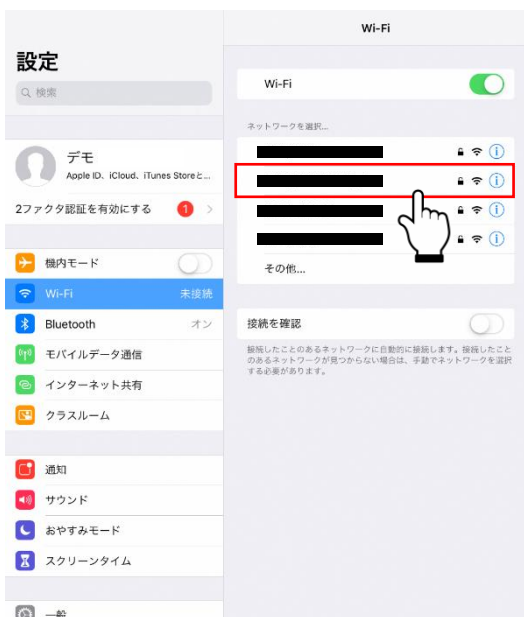 Wi-Fi
設定
検索
デモ
Apple ID、iCloud、iTunes Storeと...
2ファクタ認証を有効にする 1
機内モード
Wi-Fi 未接続
Bluetooth オン
モバイルデータ通信
インターネット共有
クラスルーム
通知
サウンド
おやすみモード
スクリーンタイム
一般
Wi-Fi
ネットワークを選択...
その他...
接続を確認
接続したことのあるネットワークに自動的に接続します。接続したこと
のあるネットワークが見つからない場合は、手動でネットワークを選択
する必要があります。